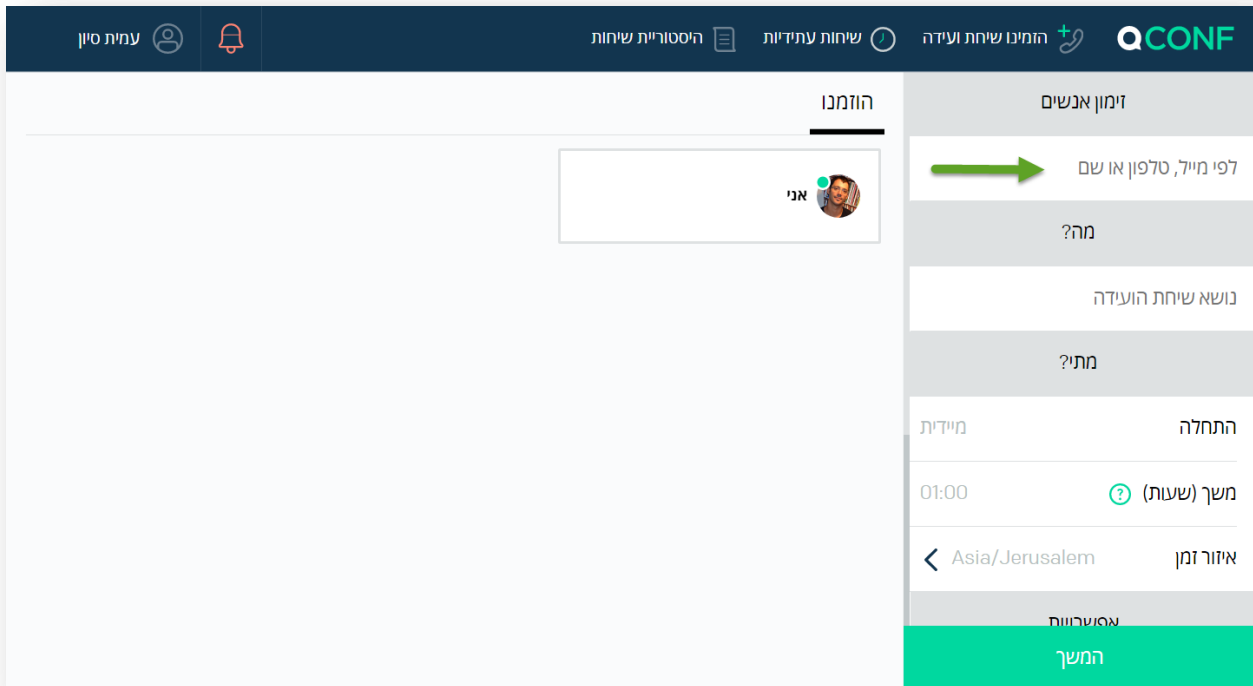 QCONF
הזמינו שיחת ועידה
שיחות עתידיות
היסטוריית שיחות
עמית סיון
זימון אנשים
לפי מייל, טלפון או שם
מה?
נושא שיחת הועידה
מתי?
התחלה
מיידית
משך (שעות) ?
01:00
איזור זמן
Asia/Jerusalem
אפשרויות
המשך
הוזמנו
אני